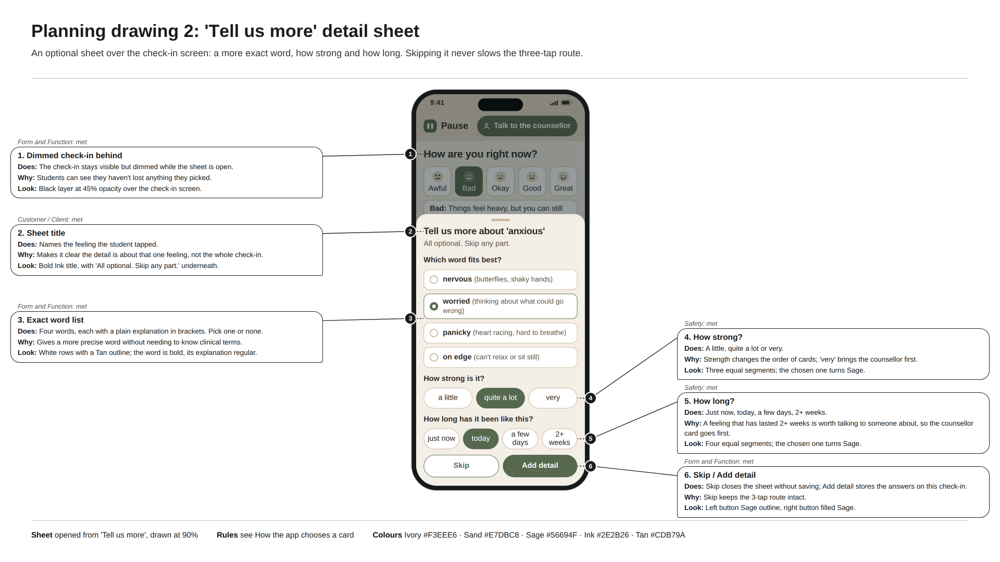 Planning drawing 2: 'Tell us more' detail sheet
An optional sheet over the check-in screen: a more exact word, how strong and how long. Skipping it never slows the three-tap route.
Form and Function: met
1. Dimmed check-in behind
Does: The check-in stays visible but dimmed while the sheet is open.
Why: Students can see they haven't lost anything they picked.
Look: Black layer at 45% opacity over the check-in screen.
Customer / Client: met
2. Sheet title
Does: Names the feeling the student tapped.
Why: Makes it clear the detail is about that one feeling, not the whole check-in.
Look: Bold Ink title, with 'All optional. Skip any part.' underneath.
Form and Function: met
3. Exact word list
Does: Four words, each with a plain explanation in brackets. Pick one or none.
Why: Gives a more precise word without needing to know clinical terms.
Look: White rows with a Tan outline; the word is bold, its explanation regular.
9:41
Pause
Talk to the counsellor
1
How are you right now?
Awful
Bad
Okay
Good
Great
Bad: Things feel heavy, but you can still
2
Tell us more about 'anxious'
All optional. Skip any part.
Which word fits best?
nervous (butterflies, shaky hands)
worried (thinking about what could go
wrong)
3
panicky (heart racing, hard to breathe)
on edge (can't relax or sit still)
How strong is it?
a little
quite a lot
very
4
How long has it been like this?
just now
today
a few
days
2+
weeks
5
Skip
Add detail
6
Safety: met
4. How strong?
Does: A little, quite a lot or very.
Why: Strength changes the order of cards; 'very' brings the counsellor first.
Look: Three equal segments; the chosen one turns Sage.
Safety: met
5. How long?
Does: Just now, today, a few days, 2+ weeks.
Why: A feeling that has lasted 2+ weeks is worth talking to someone about, so the counsellor
card goes first.
Look: Four equal segments; the chosen one turns Sage.
Form and Function: met
6. Skip / Add detail
Does: Skip closes the sheet without saving; Add detail stores the answers on this check-in.
Why: Skip keeps the 3-tap route intact.
Look: Left button Sage outline, right button filled Sage.
Sheet opened from 'Tell us more', drawn at 90%
Rules see How the app chooses a card
Colours Ivory #F3EEE6 · Sand #E7DBC8 · Sage #56694F · Ink #2E2B26 · Tan #CDB79A